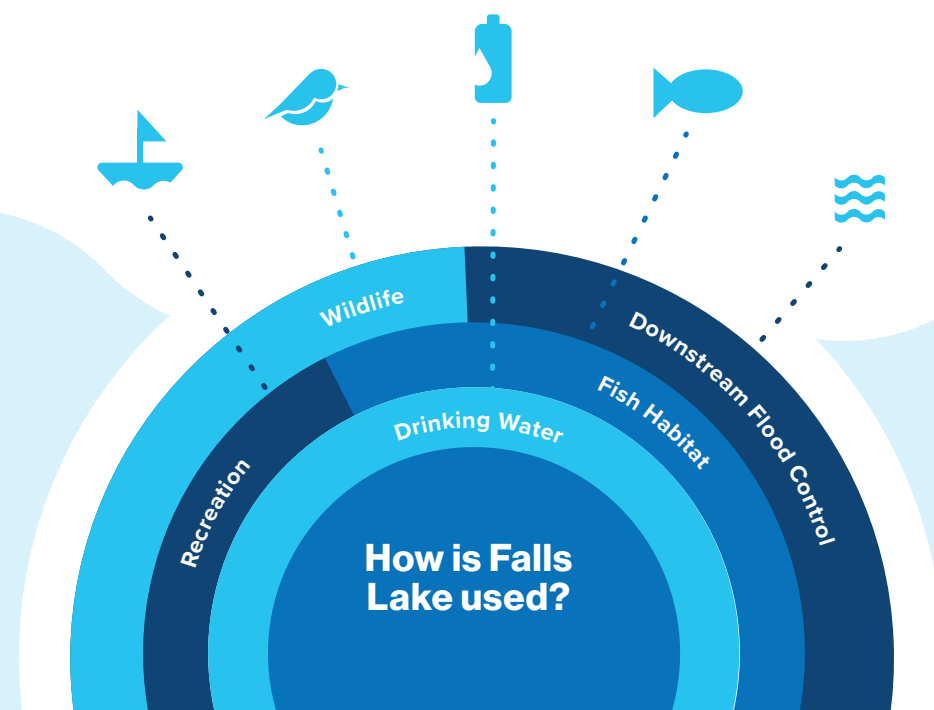 Wildlife
Downstream Flood Control
Fish Habitat
Drinking Water
Recreation
How is Falls
Lake used?